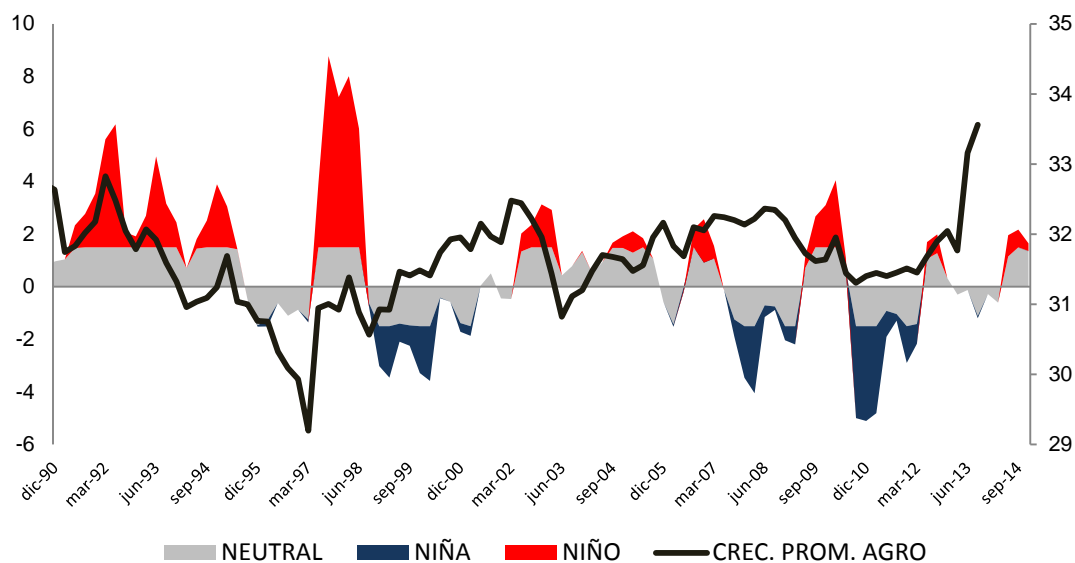 10
8
6
4
2
0
-2
-4
-6
35
34
33
32
31
30
29
dic-90
mar-92
jun-93
sep-94
dic-95
mar-97
jun-98
sep-99
dic-00
mar-02
jun-03
sep-04
dic-05
mar-07
jun-08
sep-09
dic-10
mar-12
jun-13
sep-14
NEUTRAL NIÑA NIÑO CREC. PROM. AGRO